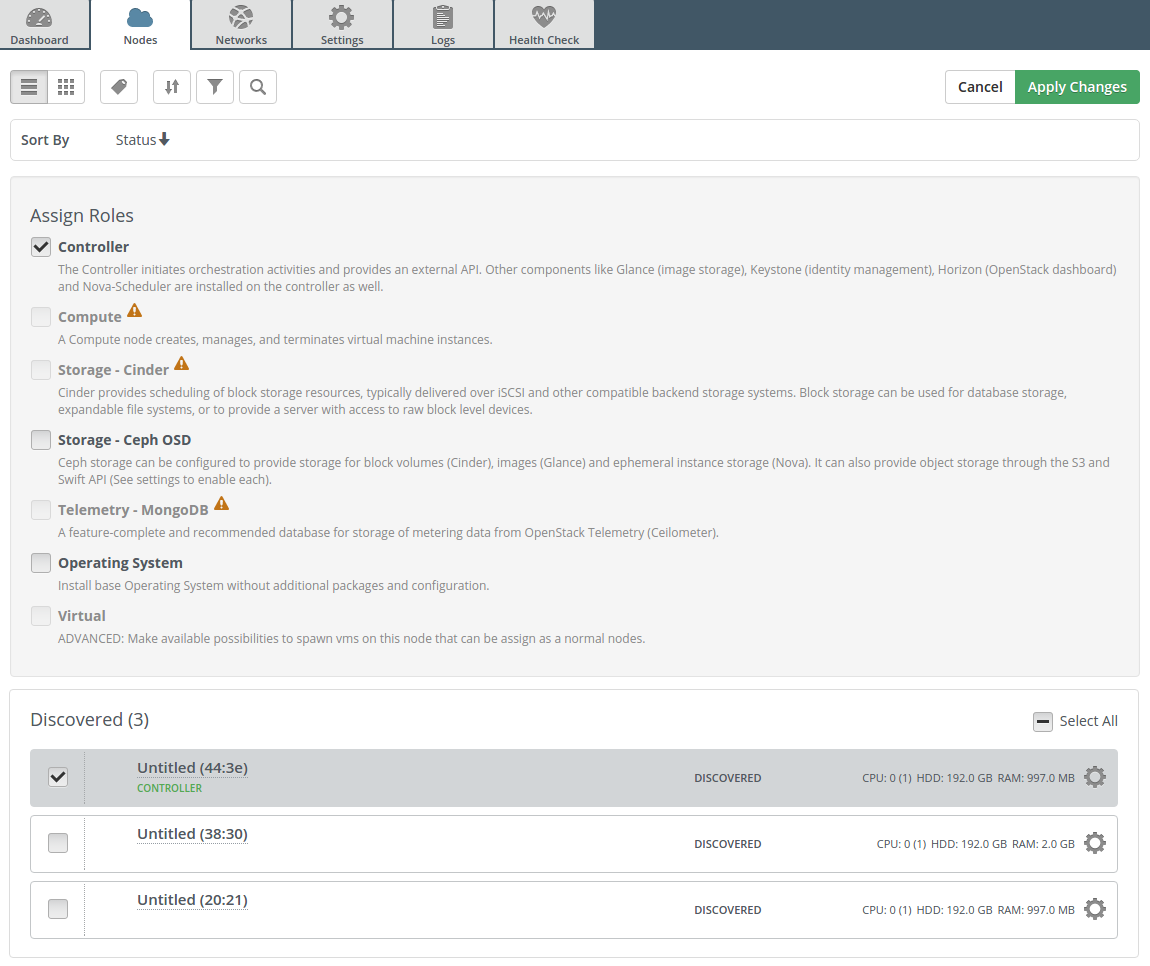 Dashboard
Nodes
Networks
Settings
Logs
Health Check
Cancel
Apply Changes
Sort By
Status
Assign Roles
Controller
The Controller initiates orchestration activities and provides an external API. Other components like Glance (image storage), Keystone (identity management), Horizon (OpenStack dashboard)
and Nova-Scheduler are installed on the controller as well.
Compute
A Compute node creates, manages, and terminates virtual machine instances.
Storage - Cinder
Cinder provides scheduling of block storage resources, typically delivered over iSCSI and other compatible backend storage systems. Block storage can be used for database storage,
expandable file systems, or to provide a server with access to raw block level devices.
Storage - Ceph OSD
Ceph storage can be configured to provide storage for block volumes (Cinder), images (Glance) and ephemeral instance storage (Nova). It can also provide object storage through the S3 and
Swift API (See settings to enable each).
Telemetry - MongoDB
A feature-complete and recommended database for storage of metering data from OpenStack Telemetry (Ceilometer).
Operating System
Install base Operating System without additional packages and configuration.
Virtual
ADVANCED: Make available possibilities to spawn vms on this node that can be assign as a normal nodes.
Discovered (3)
Select All
Untitled (44:3e)
CONTROLLER
DISCOVERED
CPU: 0 (1) HDD: 192.0 GB RAM: 997.0 MB
Untitled (38:30)
DISCOVERED
CPU: 0 (1) HDD: 192.0 GB RAM: 2.0 GB
Untitled (20:21)
DISCOVERED
CPU: 0 (1) HDD: 192.0 GB RAM: 997.0 MB